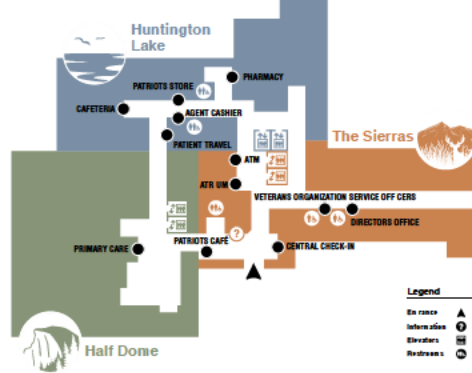 Huntington
Lake
PATRIOTS STORE
PHARMACY
CAFETERIA
AGENT CASHIER
PATIENT TRAVEL
The Sierras
ATM
ATR UM
VETERANS ORGANIZATION SERVICE OFF CERS
DIRECTORS OFFICE
PRIMARY CARE
PATRIOTS CAFÉ
?
CENTRAL CHECK-IN
Half Dome
Legend
En rance
Information ?
Elevators
Restroom s